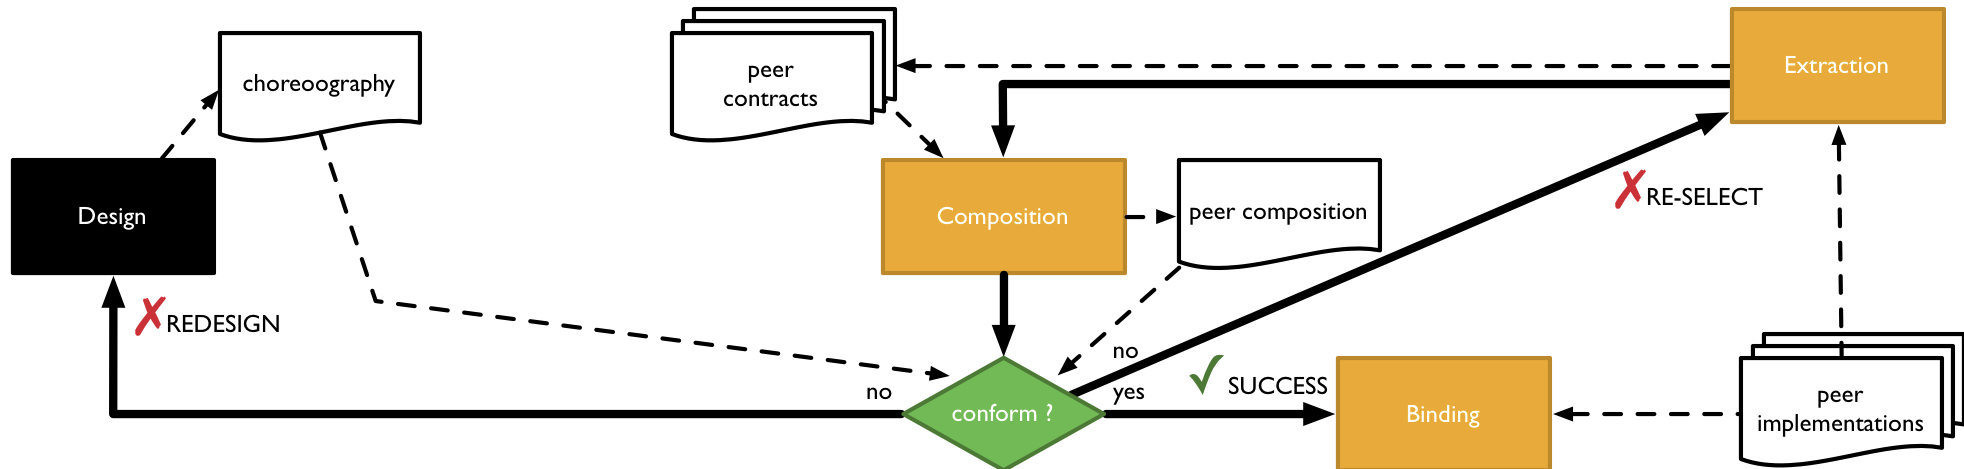 choreoography
peer
contracts
Extraction
Design
Composition
peer composition
RE-SELECT
REDESIGN
no
no
yes
SUCCESS
conform ?
Binding
peer
implementations